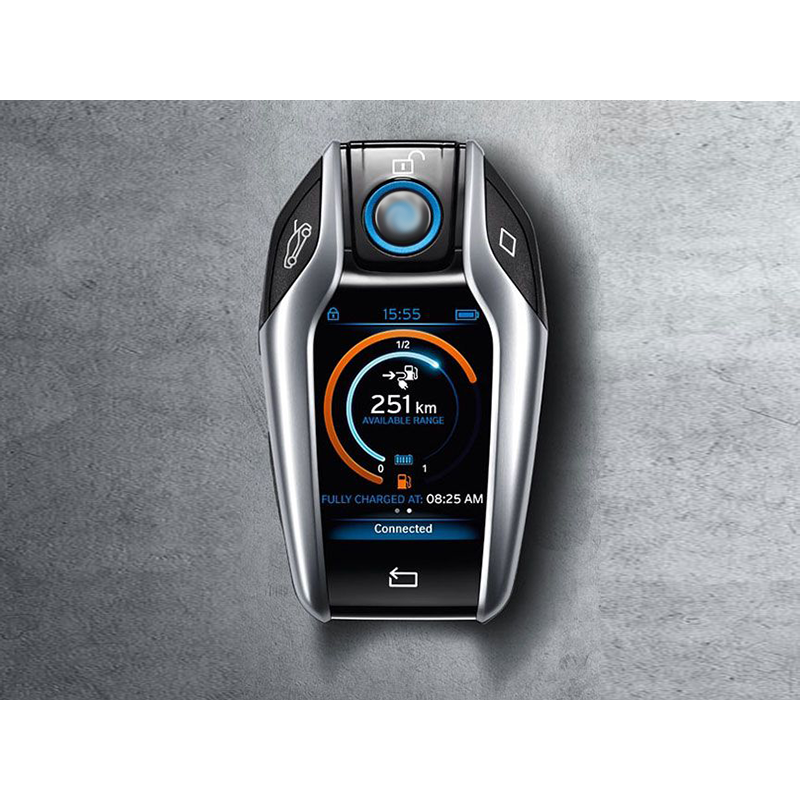 15:55
1/2
251 km
AVAILABLE RANGE
0 1
FULLY CHARGED AT: 08:25 AM
Connected